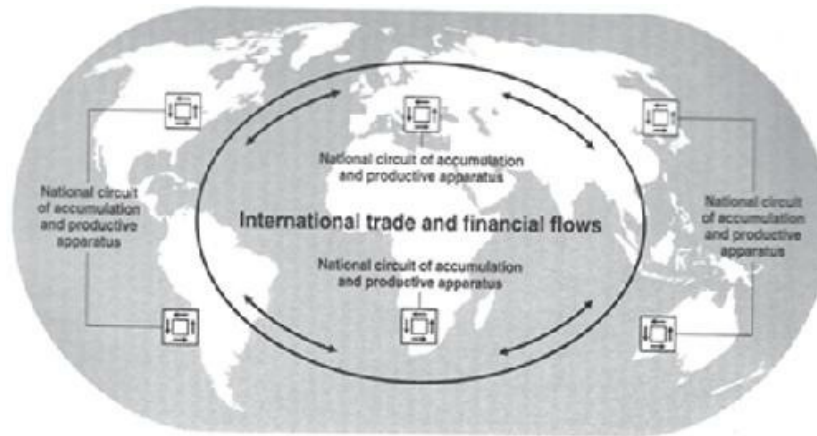 National circuit of accumulation
and productive apparatus
National circuit
of accumulation
and productive
apparatus
National circuit
of accumulation
and productive
apparatus
International trade and financial flows
National circuit of accumulation
and productive apparatus